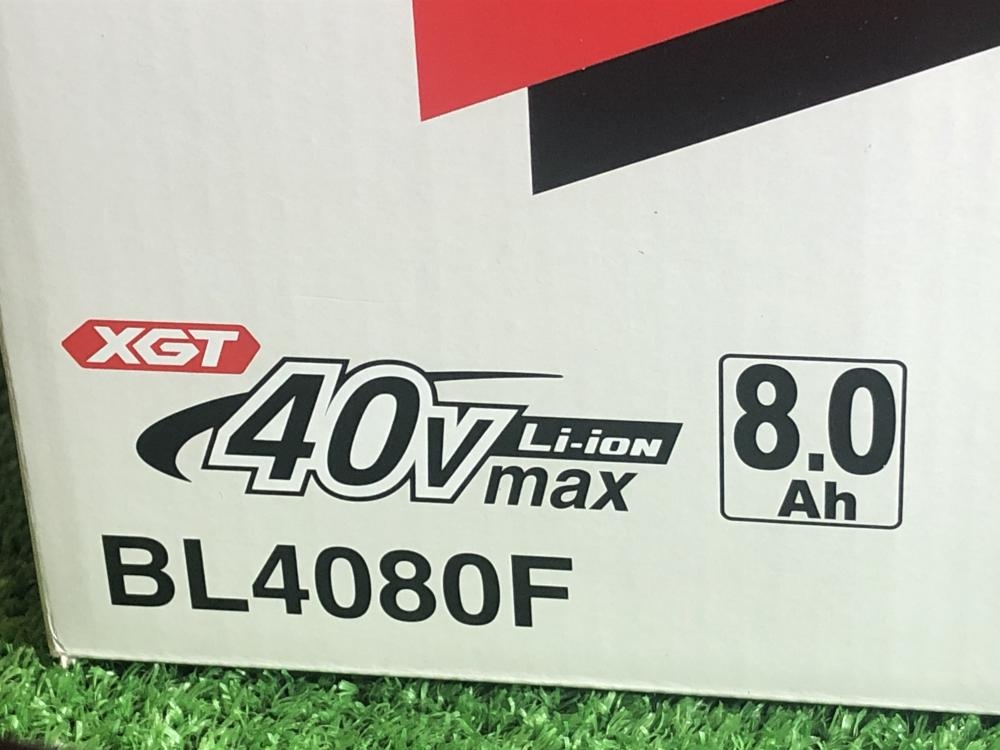 XGT
40V Li-ion
max
8.0
Ah
BL4080F